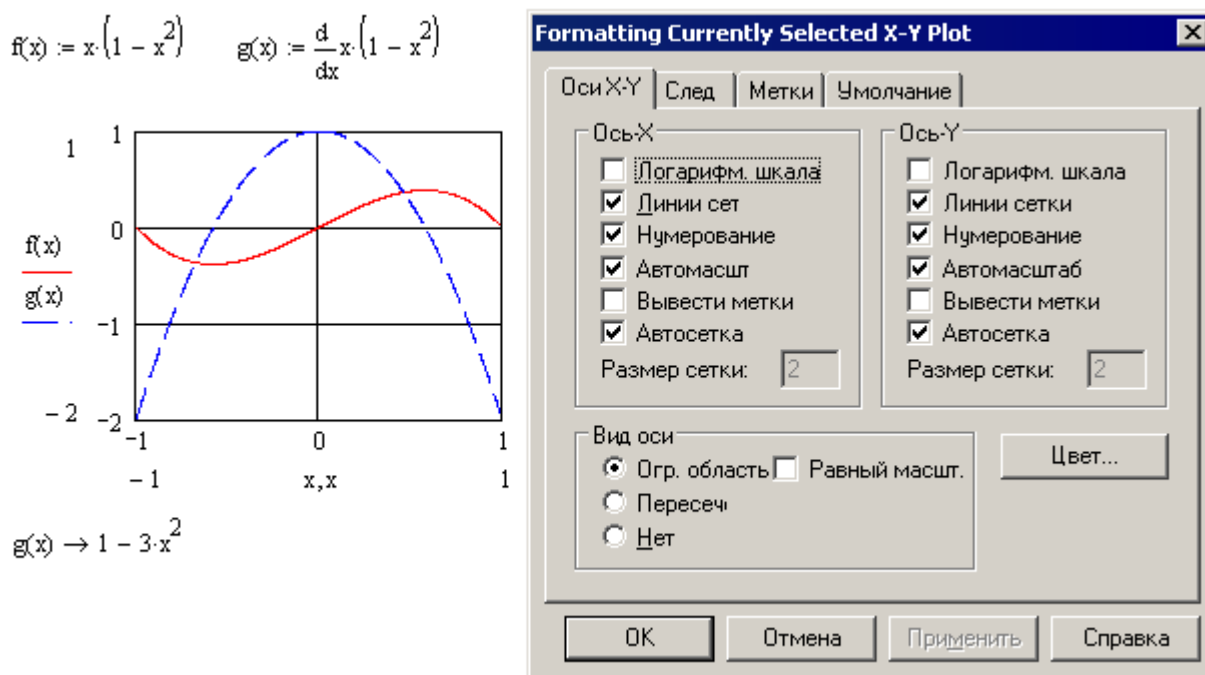 f(x) := x·(1 − x²)    g(x) := d/dx x·(1 − x²)
1
1
0
−1
−2
−2
f(x)
g(x)
−1 0 1
−1 x,x 1
g(x) → 1 − 3·x²
Formatting Currently Selected X-Y Plot
Оси X-Y След Метки Умолчание
Ось-X
Логарифм. шкала
Линии сет
Нумерование
Автомасшт
Вывести метки
Автосетка
Размер сетки: 2
Ось-Y
Логарифм. шкала
Линии сетки
Нумерование
Автомасштаб
Вывести метки
Автосетка
Размер сетки: 2
Вид оси
Огр. область Равный масшт.
Пересеч
Нет
Цвет...
OK Отмена Применить Справка